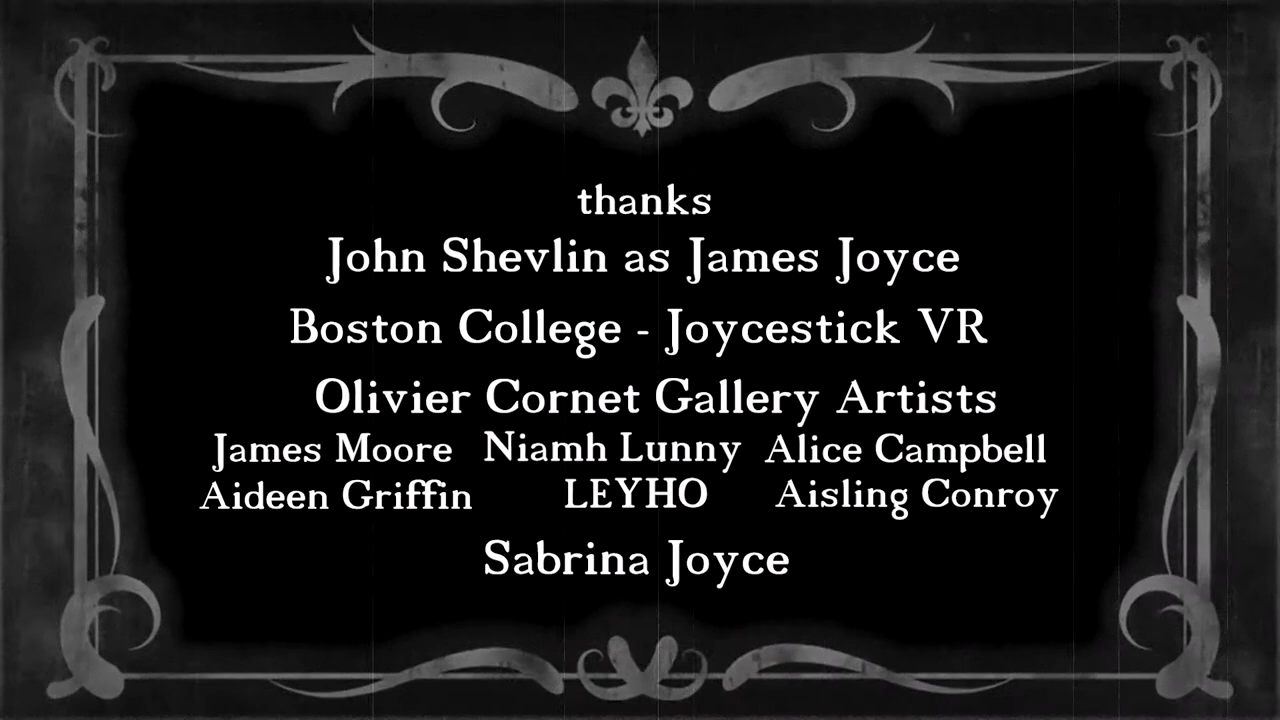 thanks
John Shevlin as James Joyce
Boston College - Joycestick VR
Olivier Cornet Gallery Artists
James Moore Niamh Lunny Alice Campbell
Aideen Griffin LEYHO Aisling Conroy
Sabrina Joyce